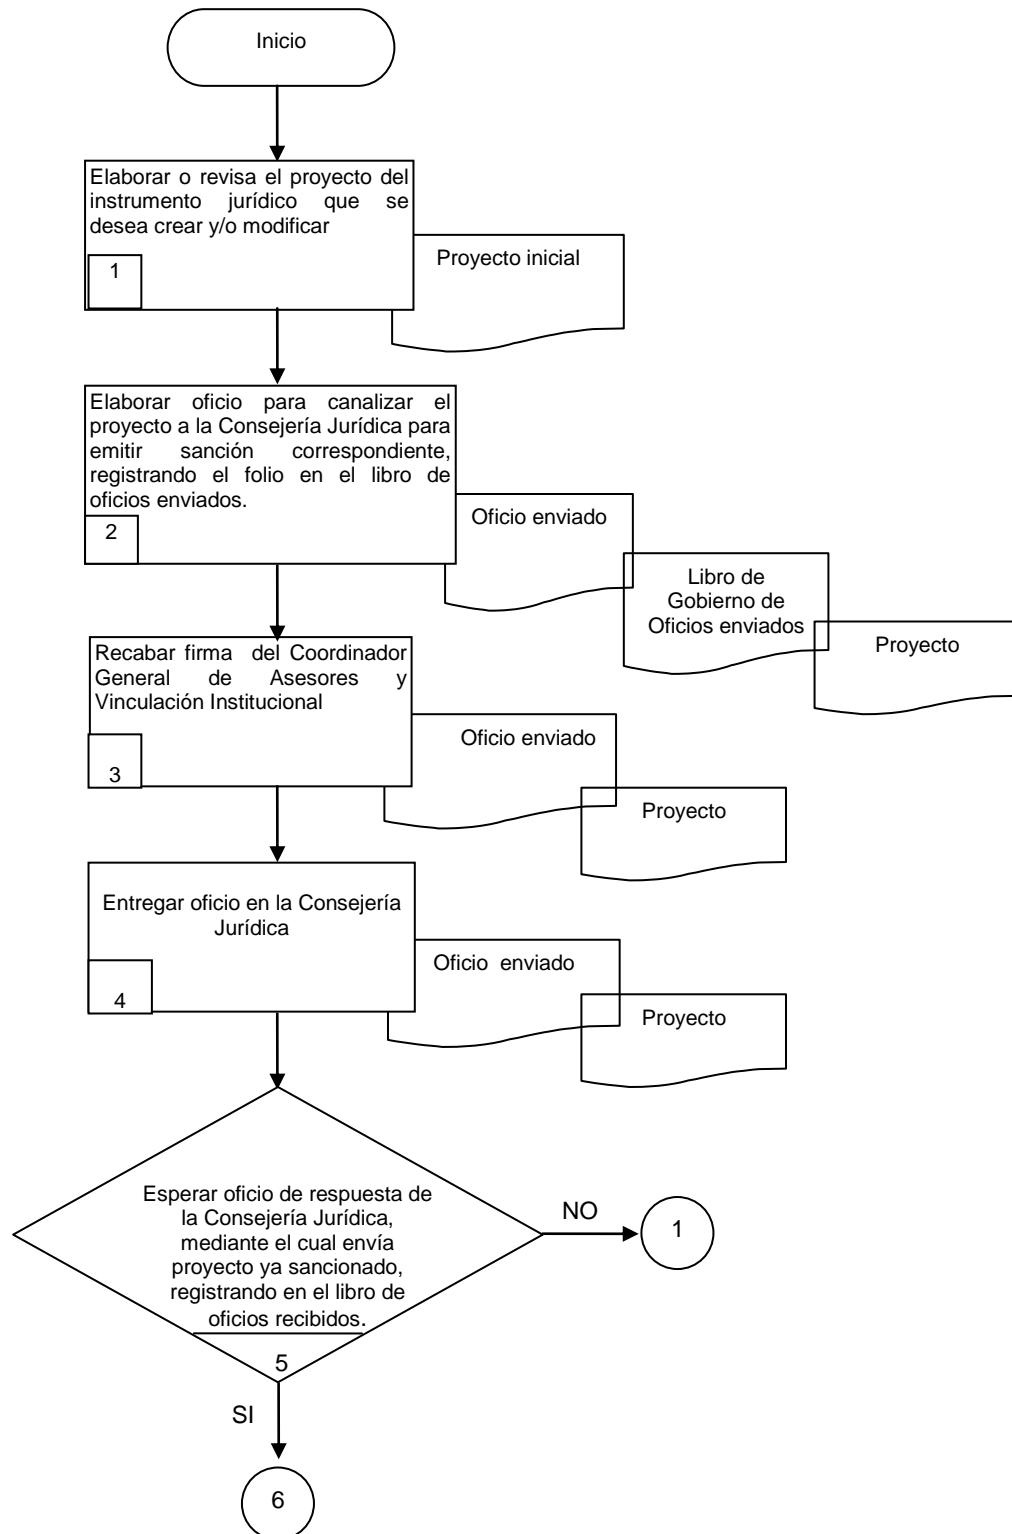 Inicio
Elaborar o revisa el proyecto del
instrumento jurídico que se
desea crear y/o modificar
1
Proyecto inicial
Elaborar oficio para canalizar el
proyecto a la Consejería Jurídica para
emitir sanción correspondiente,
registrando el folio en el libro de
oficios enviados.
2
Oficio enviado
Libro de
Gobierno de
Oficios enviados
Proyecto
Recabar firma del Coordinador
General de Asesores y
Vinculación Institucional
3
Oficio enviado
Proyecto
Entregar oficio en la Consejería
Jurídica
4
Oficio enviado
Proyecto
Esperar oficio de respuesta de
la Consejería Jurídica,
mediante el cual envía
proyecto ya sancionado,
registrando en el libro de
oficios recibidos.
5
NO
1
SI
6